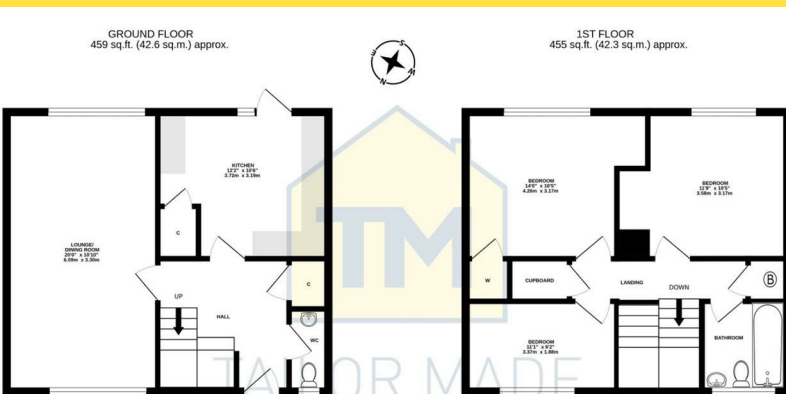 GROUND FLOOR
459 sq.ft. (42.6 sq.m.) approx.
1ST FLOOR
455 sq.ft. (42.3 sq.m.) approx.
S
E
W
N
KITCHEN
12'2" x 10'6"
3.72m x 3.19m
C
LOUNGE/
DINING ROOM
20'0" x 10'10"
6.09m x 3.30m
UP
HALL
C
WC
BEDROOM
14'0" x 10'5"
4.26m x 3.17m
BEDROOM
11'9" x 10'5"
3.58m x 3.17m
W
CUPBOARD
LANDING
DOWN
B
BEDROOM
11'1" x 6'2"
3.37m x 1.88m
BATHROOM
TM
TAILOR MADE